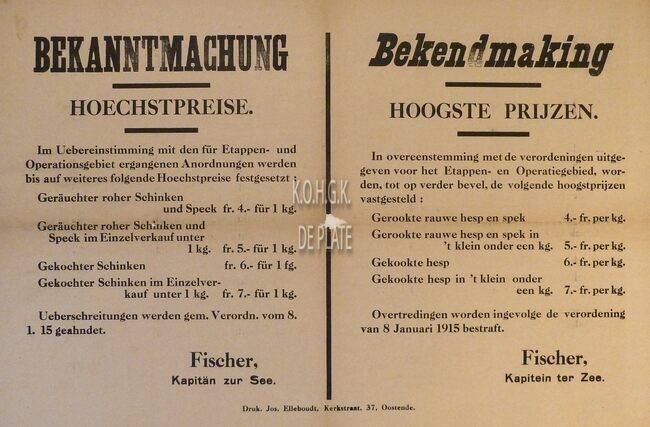 BEKANNTMACHUNG
HOECHSTPREISE.
Im Uebereinstimming mit den für Etappen- und
Operationsgebiet ergangenen Anordnungen werden
bis auf weiteres folgende Hoechstpreise festgesetzt :
Geräuchter roher Schinken
und Speck fr. 4.- für 1 kg.
Geräuchter roher Schinken und
Speck im Einzelverkauf unter
1 kg. fr. 5.- für 1 kg.
Gekochter Schinken fr. 6.- für 1 fg.
Gekochter Schinken im Einzelver-
kauf unter 1 kg. fr. 7.- für 1 kg.
Ueberschreitungen werden gem. Verordn. vom 8.
1. 15 geahndet.
Fischer,
Kapitän zur See.
Bekendmaking
HOOGSTE PRIJZEN.
In overeenstemming met de verordeningen uitge-
geven voor het Etappen- en Operatiegebied, wor-
den, tot op verder bevel, de volgende hoogstprijzen
vastgesteld :
Gerookte rauwe hesp en spek 4.- fr. per kg.
Gerookte rauwe hesp en spek in
't klein onder een kg. 5.- fr. per kg.
Gekookte hesp 6.- fr. per kg.
Gekookte hesp in 't klein onder
een kg. 7.- fr. per kg.
Overtredingen worden ingevolge de verordening
van 8 Januari 1915 bestraft.
Fischer,
Kapitein ter Zee.
Druk. Jos. Elleboudt, Kerkstraat, 37, Oostende.
K.O.H.G.K.
DE PLATE